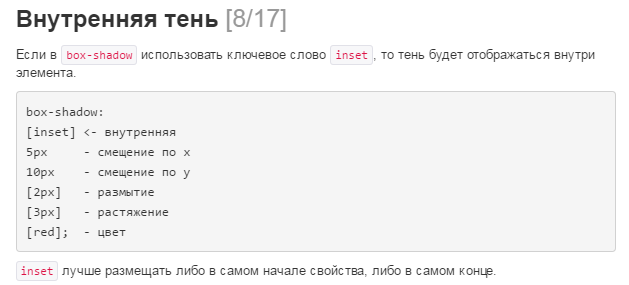 Внутренняя тень [8/17]
Если в box-shadow использовать ключевое слово inset, то тень будет отображаться внутри
элемента.
box-shadow:
[inset] <- внутренняя
5px     - смещение по x
10px    - смещение по y
[2px]   - размытие
[3px]   - растяжение
[red];  - цвет
inset лучше размещать либо в самом начале свойства, либо в самом конце.